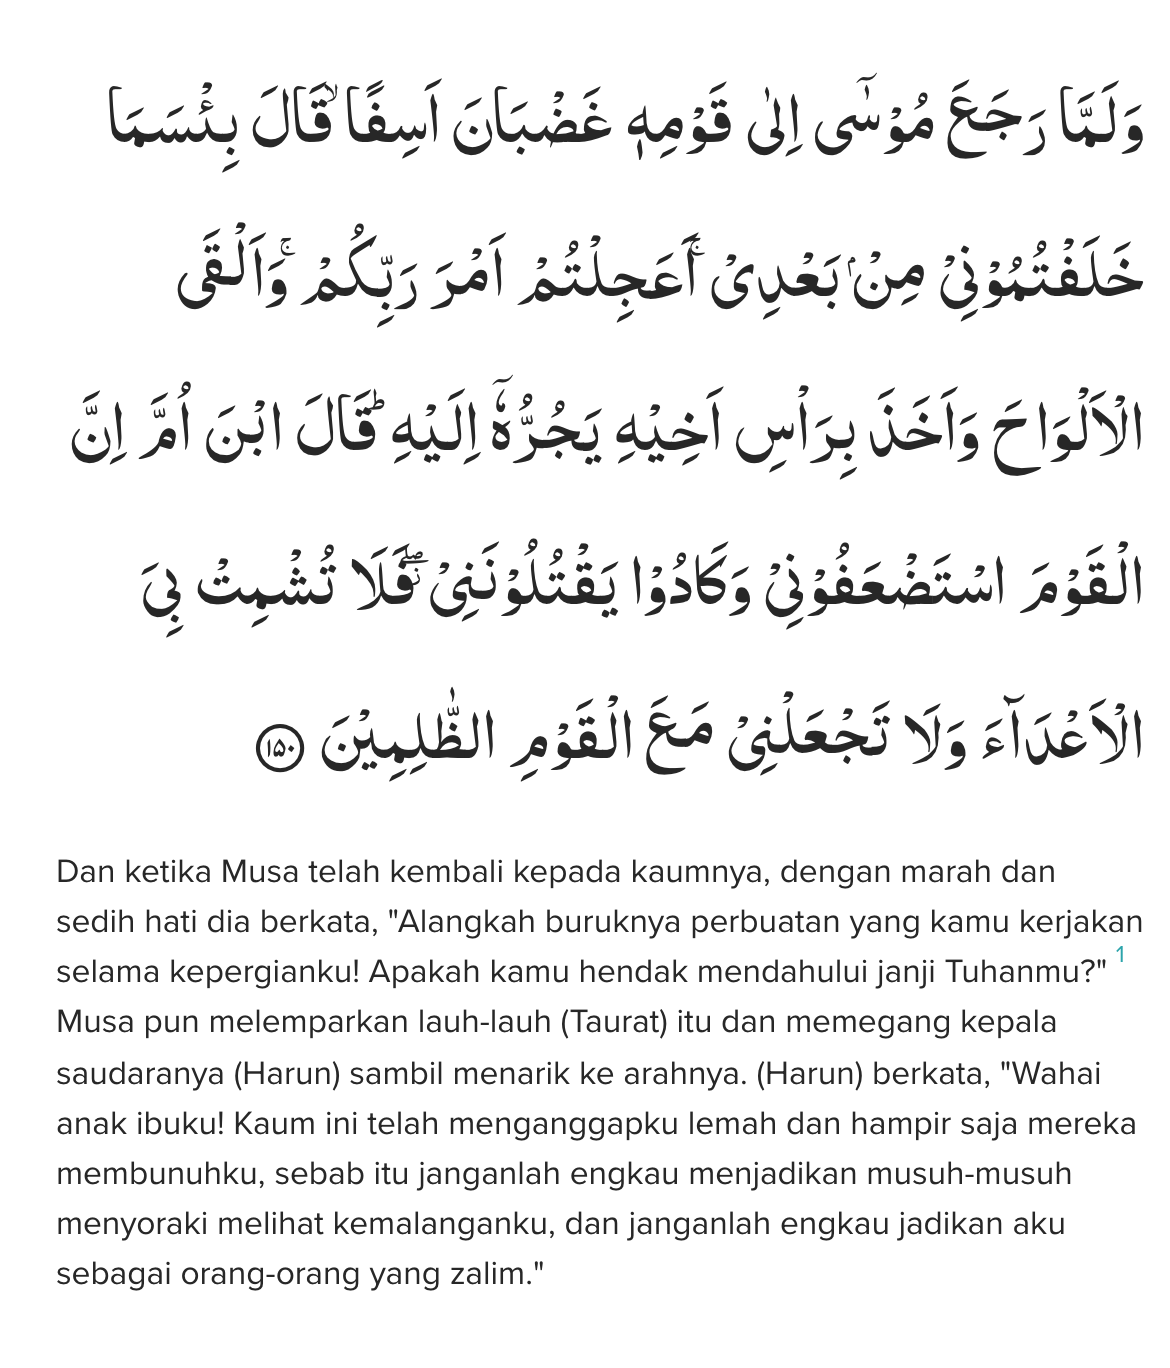 وَلَمَّا رَجَعَ مُوْسٰٓى اِلٰى قَوْمِهٖ غَضْبَانَ اَسِفًاۙ قَالَ بِئْسَمَا
خَلَفْتُمُوْنِيْ مِنْۢ بَعْدِيْۚ اَعَجِلْتُمْ اَمْرَ رَبِّكُمْۚ وَاَلْقَى
الْاَلْوَاحَ وَاَخَذَ بِرَأْسِ اَخِيْهِ يَجُرُّهٗٓ اِلَيْهِۗ قَالَ ابْنَ اُمَّ اِنَّ
الْقَوْمَ اسْتَضْعَفُوْنِيْ وَكَادُوْا يَقْتُلُوْنَنِيْۖ فَلَا تُشْمِتْ بِيَ
الْاَعْدَاۤءَ وَلَا تَجْعَلْنِيْ مَعَ الْقَوْمِ الظّٰلِمِيْنَ ۝١٥٠
Dan ketika Musa telah kembali kepada kaumnya, dengan marah dan
sedih hati dia berkata, "Alangkah buruknya perbuatan yang kamu kerjakan
selama kepergianku! Apakah kamu hendak mendahului janji Tuhanmu?" 1
Musa pun melemparkan lauh-lauh (Taurat) itu dan memegang kepala
saudaranya (Harun) sambil menarik ke arahnya. (Harun) berkata, "Wahai
anak ibuku! Kaum ini telah menganggapku lemah dan hampir saja mereka
membunuhku, sebab itu janganlah engkau menjadikan musuh-musuh
menyoraki melihat kemalanganku, dan janganlah engkau jadikan aku
sebagai orang-orang yang zalim."